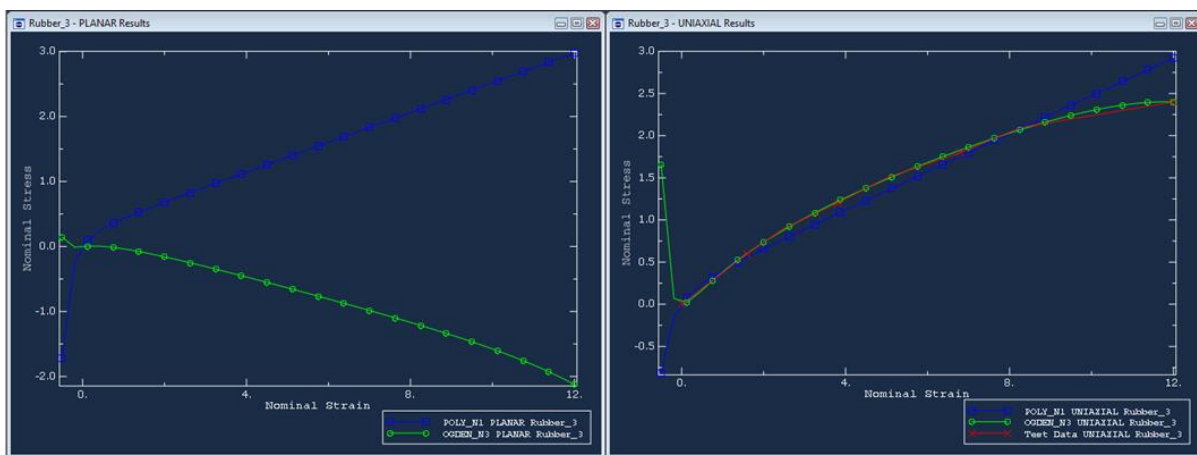 Rubber_3 - PLANAR Results
3.0
2.0
1.0
0.0
-1.0
-2.0
Nominal Stress
0.
4.
8.
12.
Nominal Strain
POLY_N1 PLANAR Rubber_3
OGDEN_N3 PLANAR Rubber_3
Rubber_3 - UNIAXIAL Results
3.0
2.5
2.0
1.5
1.0
0.5
0.0
-0.5
Nominal Stress
0.
4.
8.
12.
Nominal Strain
POLY_N1 UNIAXIAL Rubber_3
OGDEN_N3 UNIAXIAL Rubber_3
Test Data UNIAXIAL Rubber_3